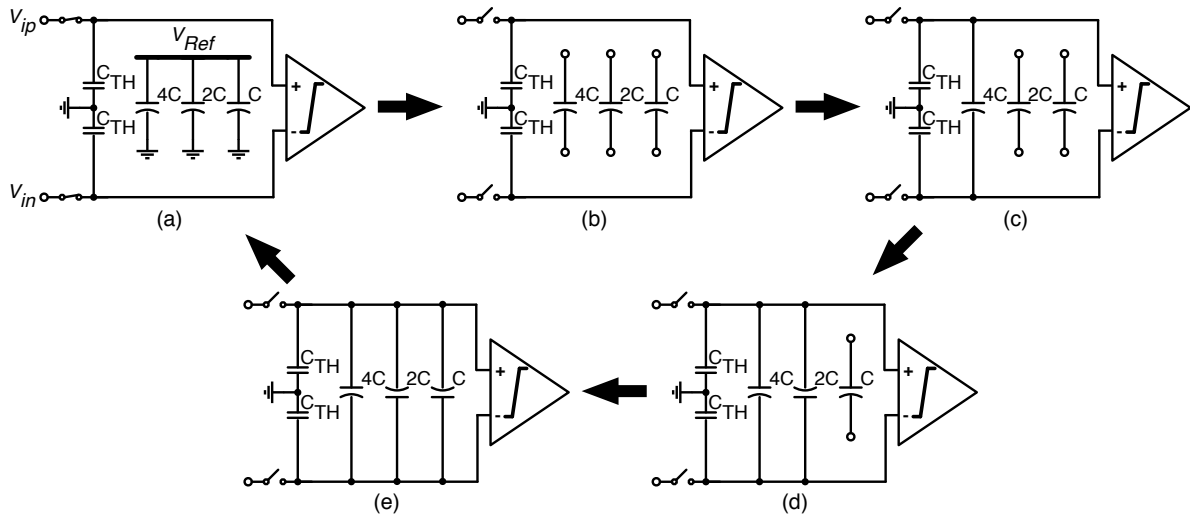 V_ip
V_Ref
C_TH 4C 2C C +
C_TH -
V_in
(a)
C_TH 4C 2C C +
C_TH -
(b)
C_TH 4C 2C C +
C_TH -
(c)
C_TH 4C 2C C +
C_TH -
(e)
C_TH 4C 2C C +
C_TH -
(d)